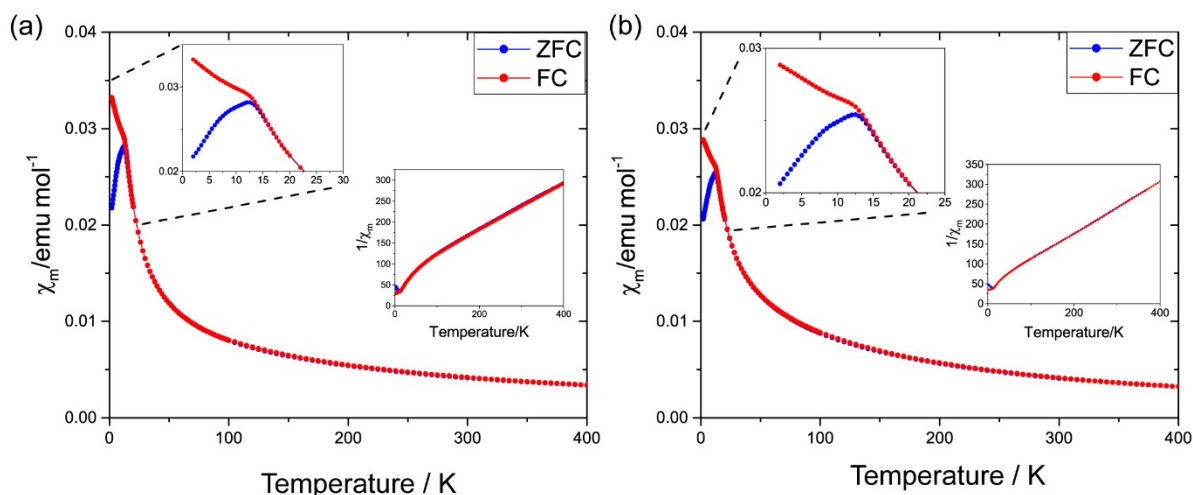 (a)
0.04
0.03
0.02
0.01
0.00
χm/emu mol-1
0 100 200 300 400
Temperature / K
ZFC
FC
0.03
0.02
0 5 10 15 20 25 30
300
250
200
150
100
50
0
1/χm
0 200 400
Temperature/K
(b)
0.04
0.03
0.02
0.01
0.00
χm/emu mol-1
0 100 200 300 400
Temperature / K
ZFC
FC
0.03
0.02
0 5 10 15 20 25
350
300
250
200
150
100
50
0
1/χm
0 200 400
Temperature/K